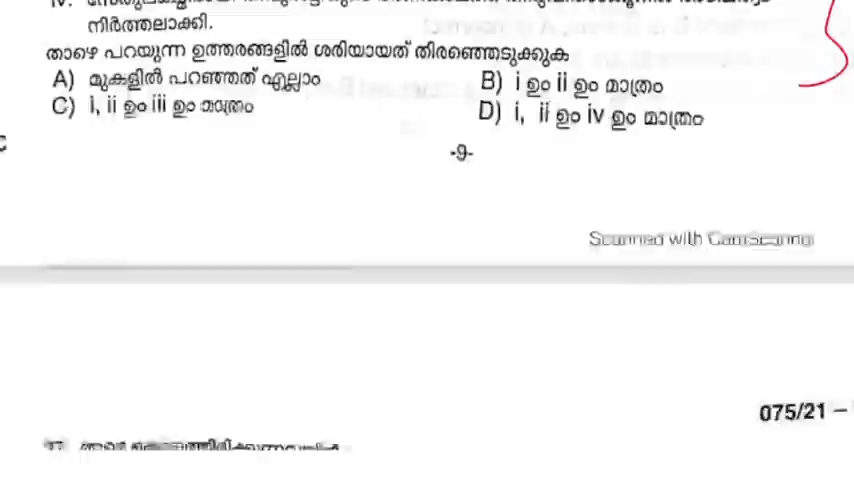 നിർത്തലാക്കി.
താഴെ പറയുന്ന ഉത്തരങ്ങളിൽ ശരിയായത് തിരഞ്ഞെടുക്കുക
A) മുകളിൽ പറഞ്ഞത് എല്ലാം B) i ഉം ii ഉം മാത്രം
C) i, ii ഉം iii ഉം മാത്രം D) i, ii ഉം iv ഉം മാത്രം
-9-
Scanned with CamScanner
075/21 –